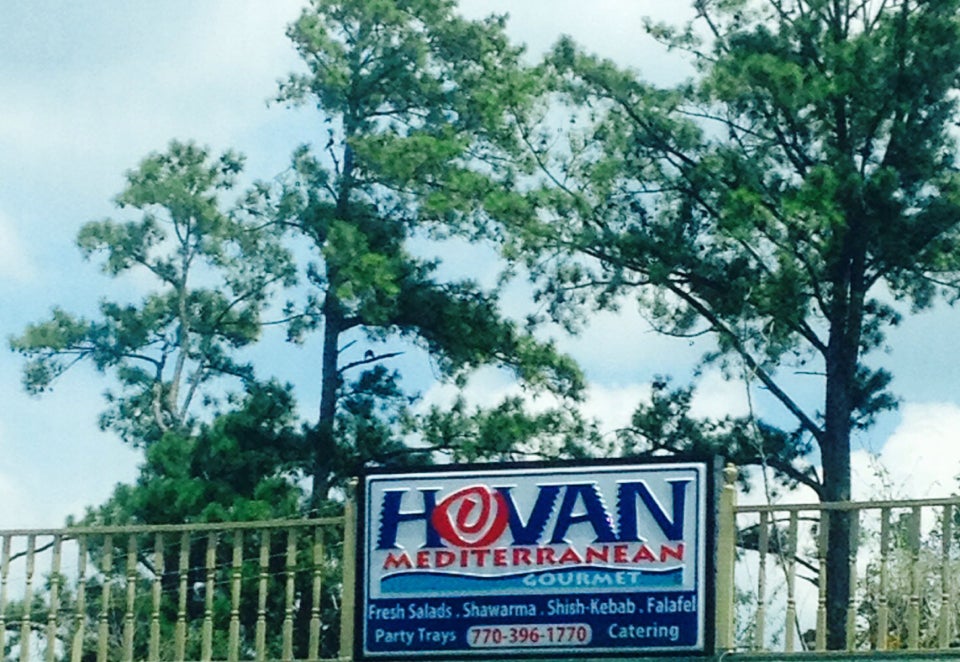 HOVAN
MEDITERRANEAN
GOURMET
Fresh Salads . Shawarma . Shish-Kebab . Falafel
Party Trays 770-396-1770 Catering